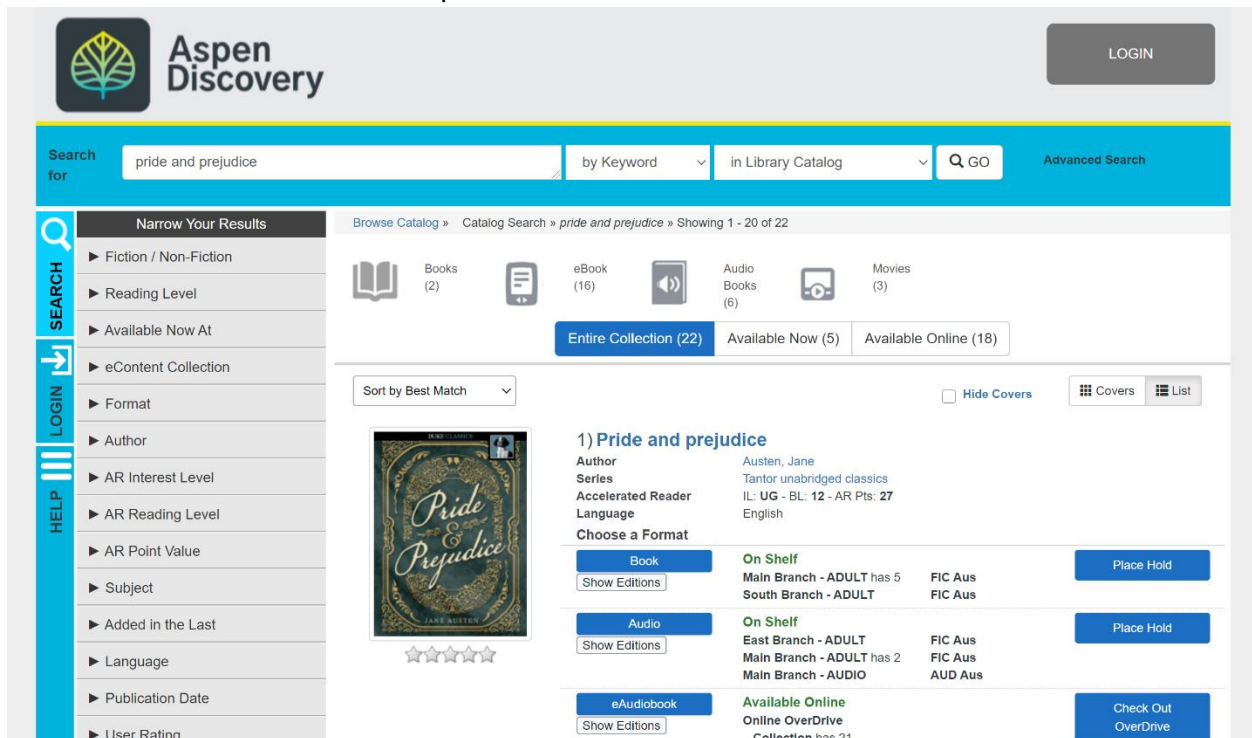 Aspen
Discovery
LOGIN
Search
for
pride and prejudice
by Keyword
in Library Catalog
GO
Advanced Search
SEARCH
LOGIN
HELP
Narrow Your Results
► Fiction / Non-Fiction
► Reading Level
► Available Now At
► eContent Collection
► Format
► Author
► AR Interest Level
► AR Reading Level
► AR Point Value
► Subject
► Added in the Last
► Language
► Publication Date
► User Rating
Browse Catalog » Catalog Search » pride and prejudice » Showing 1 - 20 of 22
Books
(2)
eBook
(16)
Audio
Books
(6)
Movies
(3)
Entire Collection (22) Available Now (5) Available Online (18)
Sort by Best Match
Hide Covers
Covers List
DUKE CLASSICS
Pride
&
Prejudice
JANE AUSTEN
1) Pride and prejudice
Author Austen, Jane
Series Tantor unabridged classics
Accelerated Reader IL: UG - BL: 12 - AR Pts: 27
Language English
Choose a Format
Book
Show Editions
On Shelf
Main Branch - ADULT has 5 FIC Aus
South Branch - ADULT FIC Aus
Place Hold
Audio
Show Editions
On Shelf
East Branch - ADULT FIC Aus
Main Branch - ADULT has 2 FIC Aus
Main Branch - AUDIO AUD Aus
Place Hold
eAudiobook
Show Editions
Available Online
Online OverDrive
Collection has 21
Check Out
OverDrive